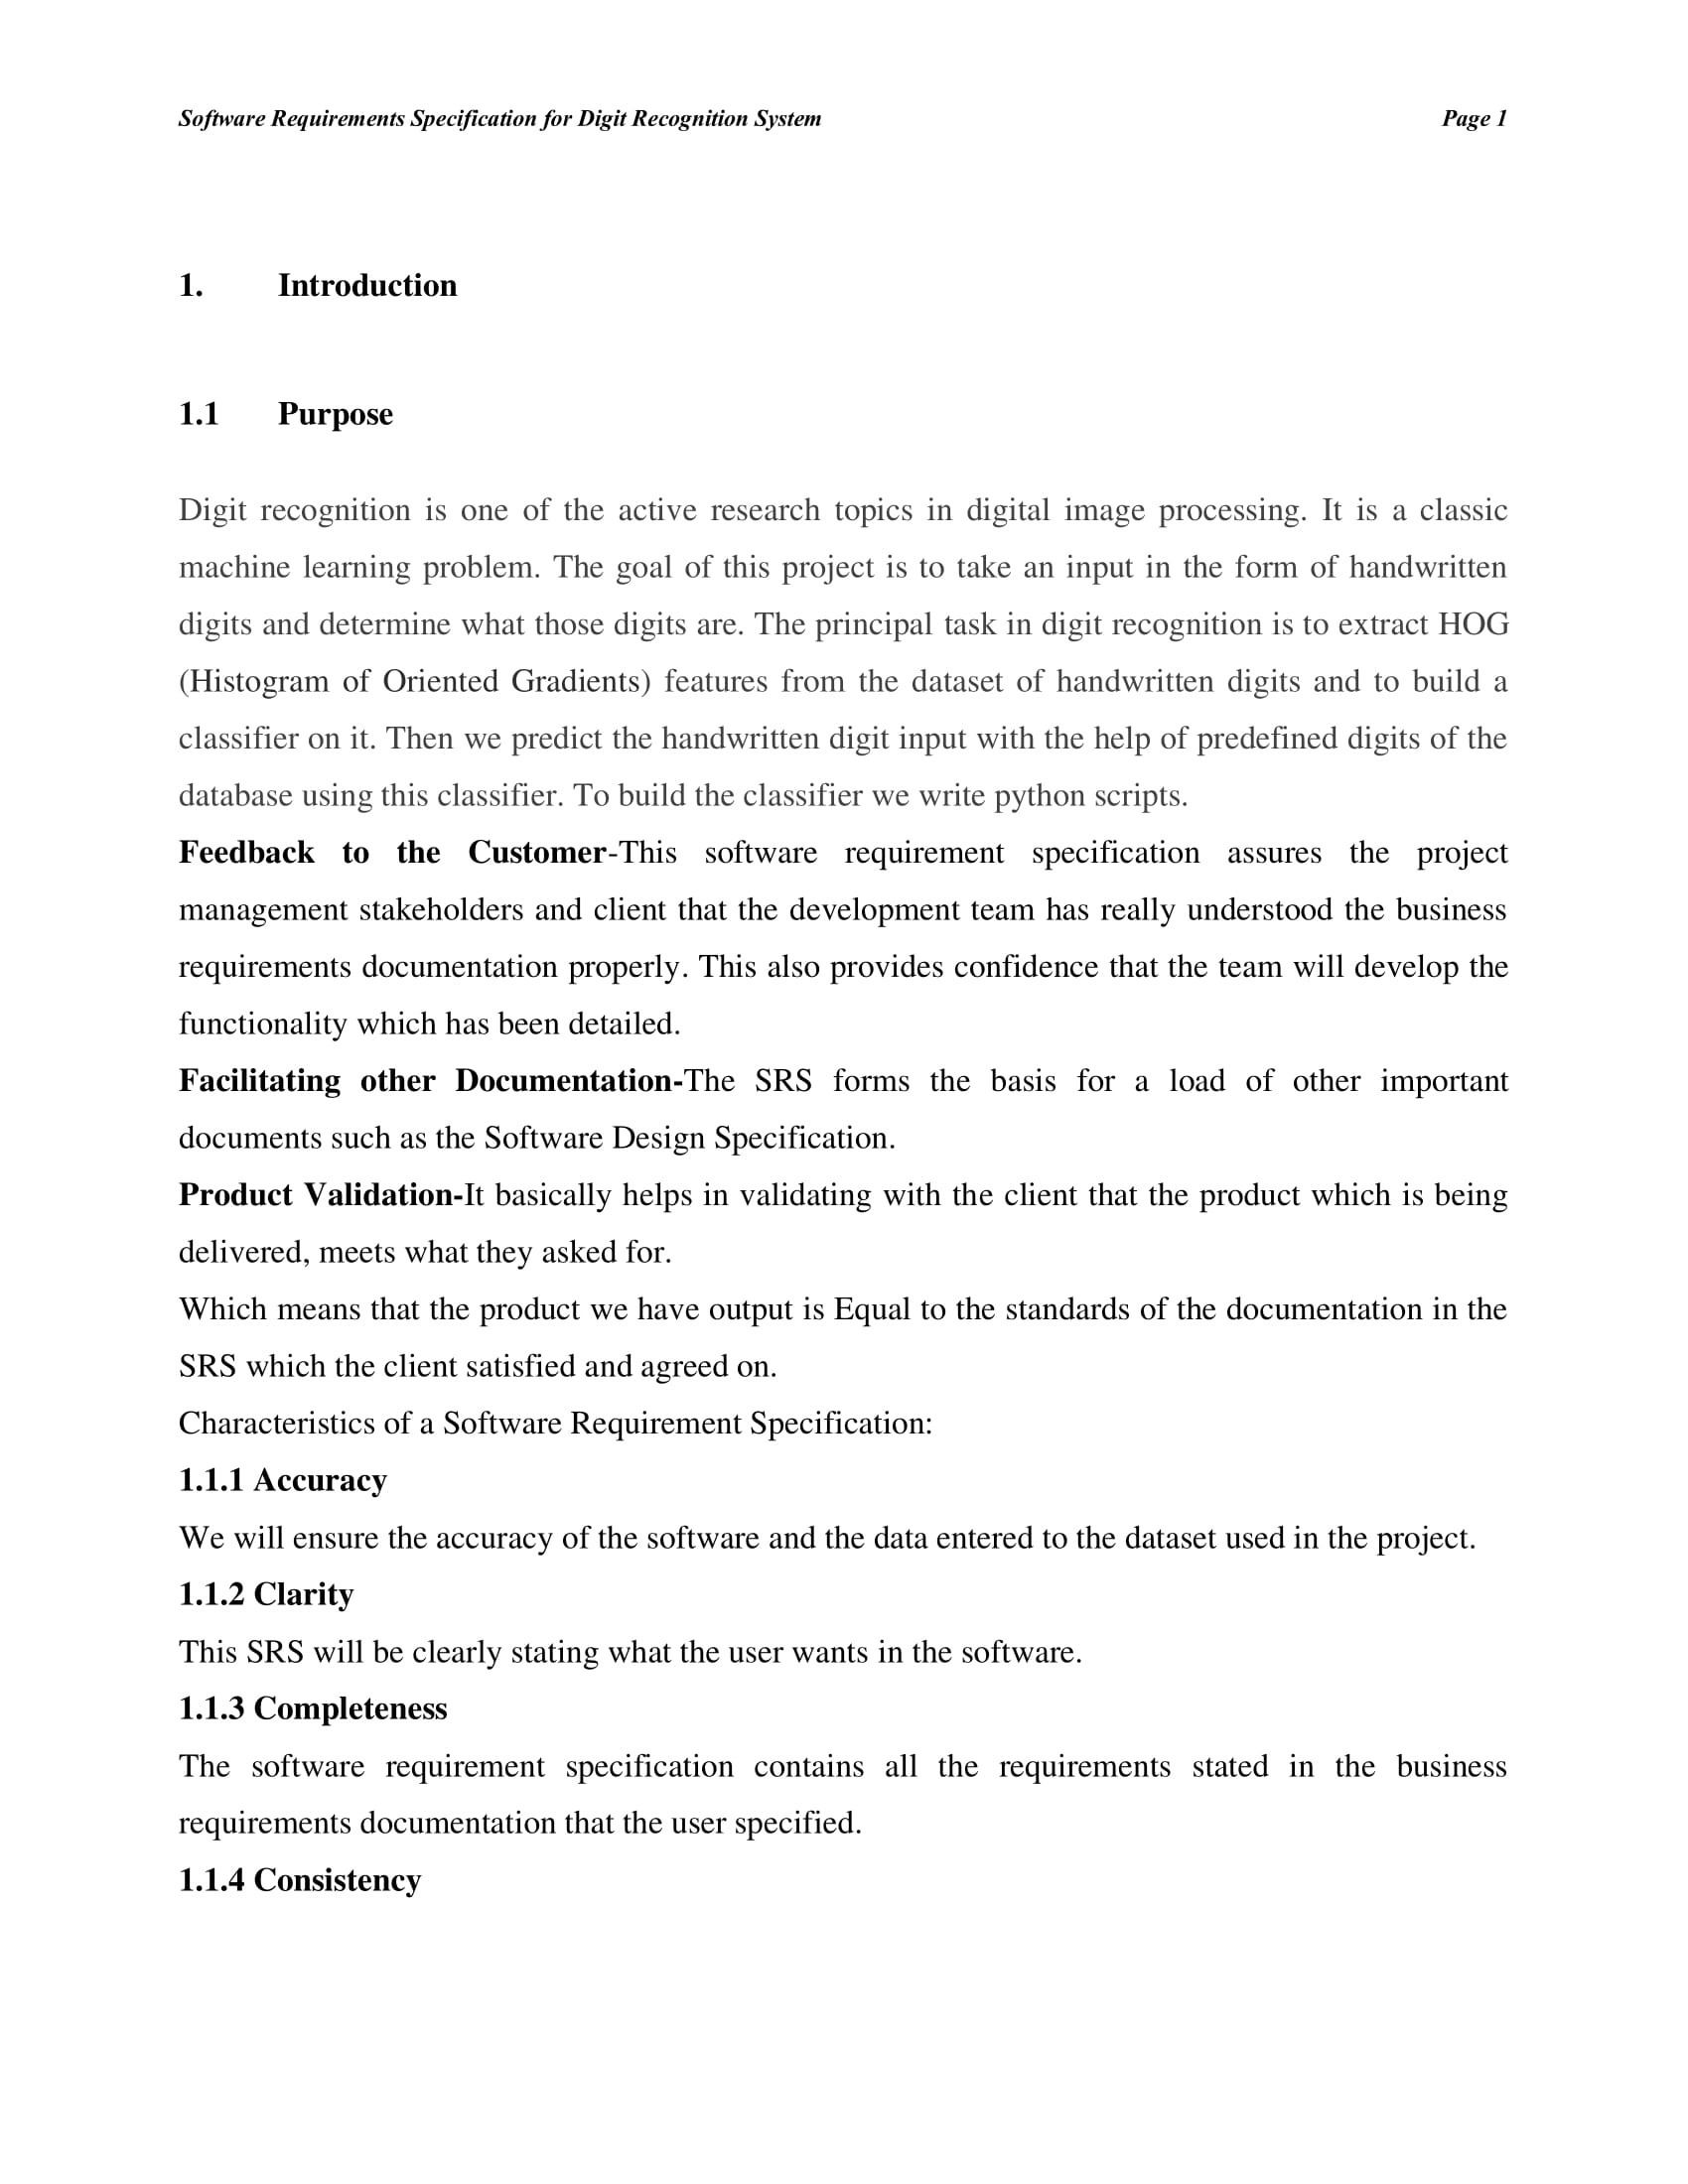 Software Requirements Specification for Digit Recognition System Page 1
1. Introduction
1.1 Purpose
Digit recognition is one of the active research topics in digital image processing. It is a classic
machine learning problem. The goal of this project is to take an input in the form of handwritten
digits and determine what those digits are. The principal task in digit recognition is to extract HOG
(Histogram of Oriented Gradients) features from the dataset of handwritten digits and to build a
classifier on it. Then we predict the handwritten digit input with the help of predefined digits of the
database using this classifier. To build the classifier we write python scripts.
Feedback to the Customer-This software requirement specification assures the project
management stakeholders and client that the development team has really understood the business
requirements documentation properly. This also provides confidence that the team will develop the
functionality which has been detailed.
Facilitating other Documentation-The SRS forms the basis for a load of other important
documents such as the Software Design Specification.
Product Validation-It basically helps in validating with the client that the product which is being
delivered, meets what they asked for.
Which means that the product we have output is Equal to the standards of the documentation in the
SRS which the client satisfied and agreed on.
Characteristics of a Software Requirement Specification:
1.1.1 Accuracy
We will ensure the accuracy of the software and the data entered to the dataset used in the project.
1.1.2 Clarity
This SRS will be clearly stating what the user wants in the software.
1.1.3 Completeness
The software requirement specification contains all the requirements stated in the business
requirements documentation that the user specified.
1.1.4 Consistency